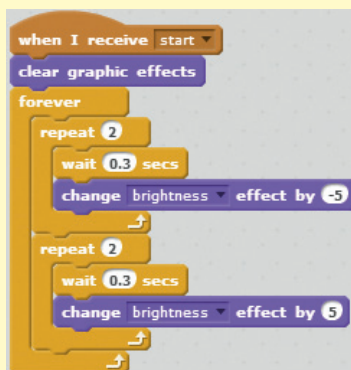 when I receive start
clear graphic effects
forever
repeat 2
wait 0.3 secs
change brightness effect by -5
repeat 2
wait 0.3 secs
change brightness effect by 5